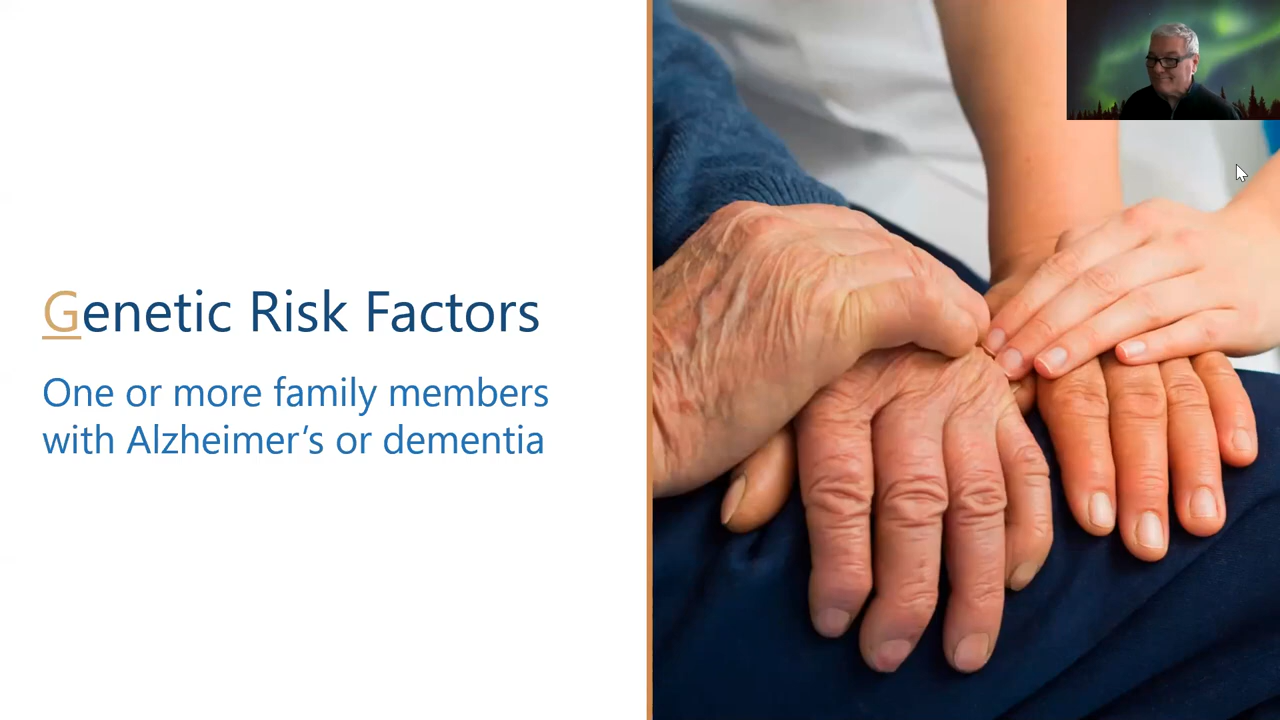 Genetic Risk Factors
One or more family members
with Alzheimer’s or dementia